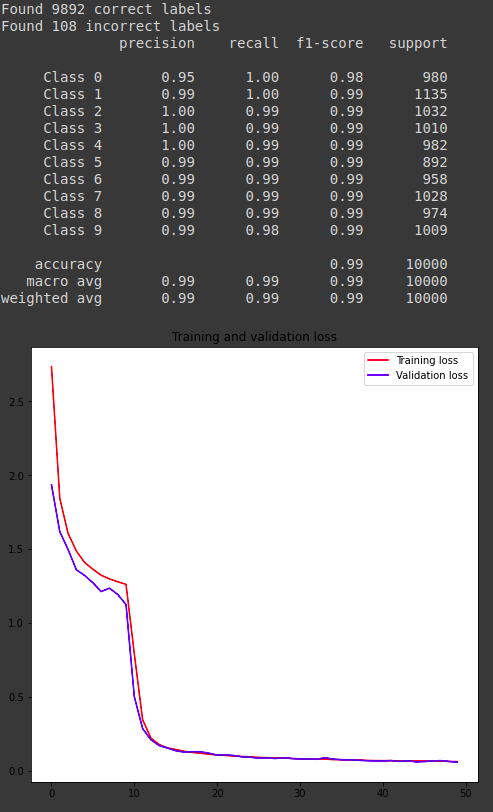 Found 9892 correct labels
Found 108 incorrect labels
precision recall f1-score support
Class 0 0.95 1.00 0.98 980
Class 1 0.99 1.00 0.99 1135
Class 2 1.00 0.99 0.99 1032
Class 3 1.00 0.99 0.99 1010
Class 4 1.00 0.99 0.99 982
Class 5 0.99 0.99 0.99 892
Class 6 0.99 0.99 0.99 958
Class 7 0.99 0.99 0.99 1028
Class 8 0.99 0.99 0.99 974
Class 9 0.99 0.98 0.99 1009
accuracy 0.99 10000
macro avg 0.99 0.99 0.99 10000
weighted avg 0.99 0.99 0.99 10000
Training and validation loss
Training loss
Validation loss
2.5
2.0
1.5
1.0
0.5
0.0
0 10 20 30 40 50